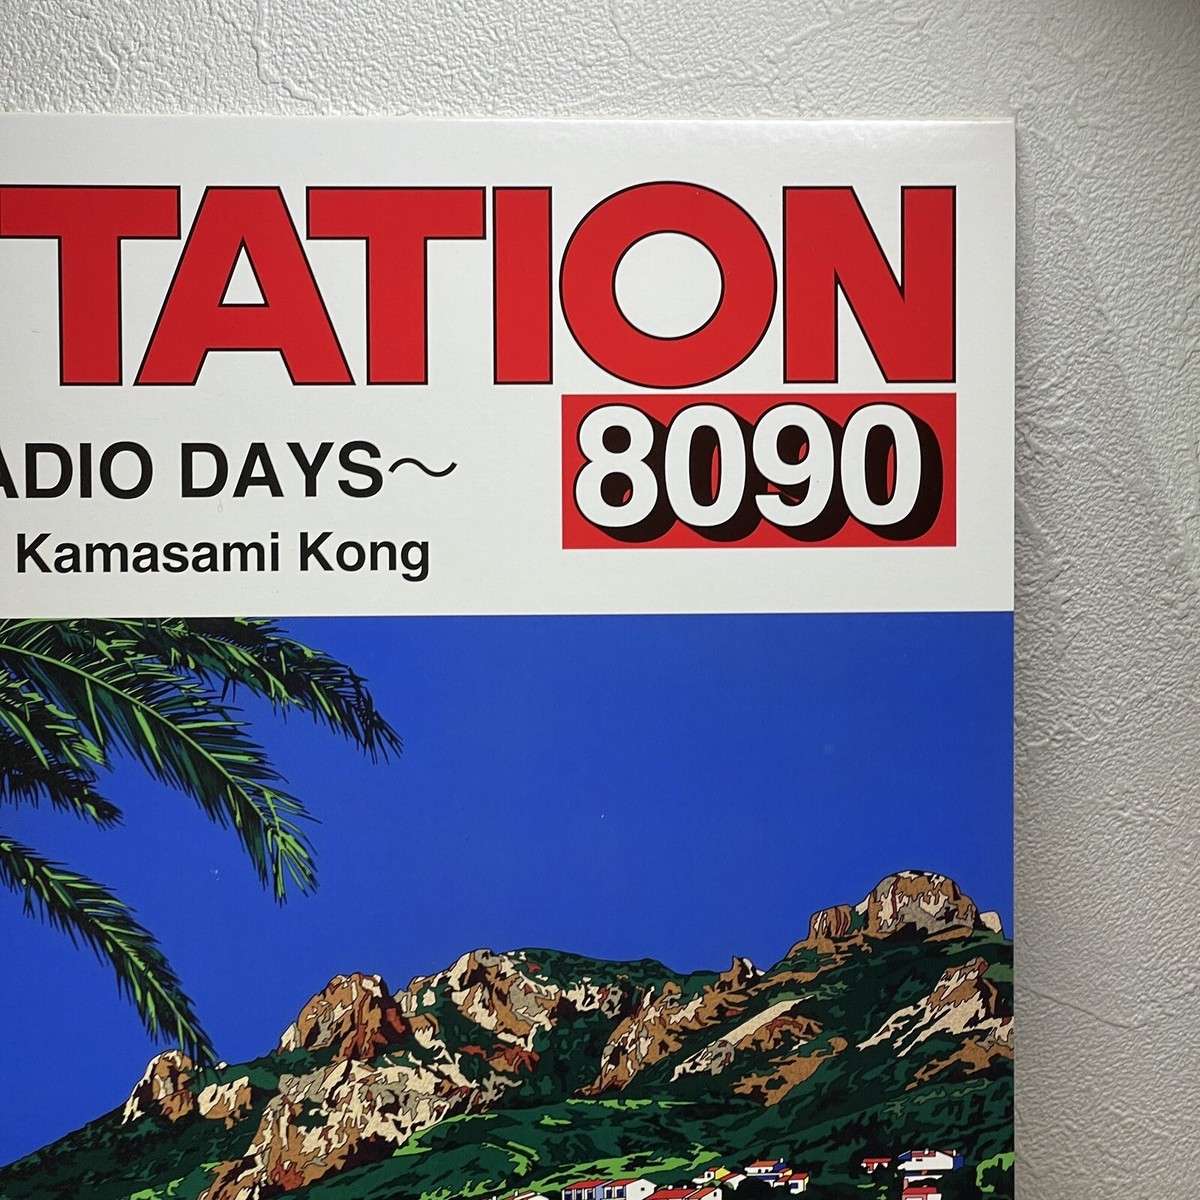 TATION
8090
ADIO DAYS～
Kamasami Kong